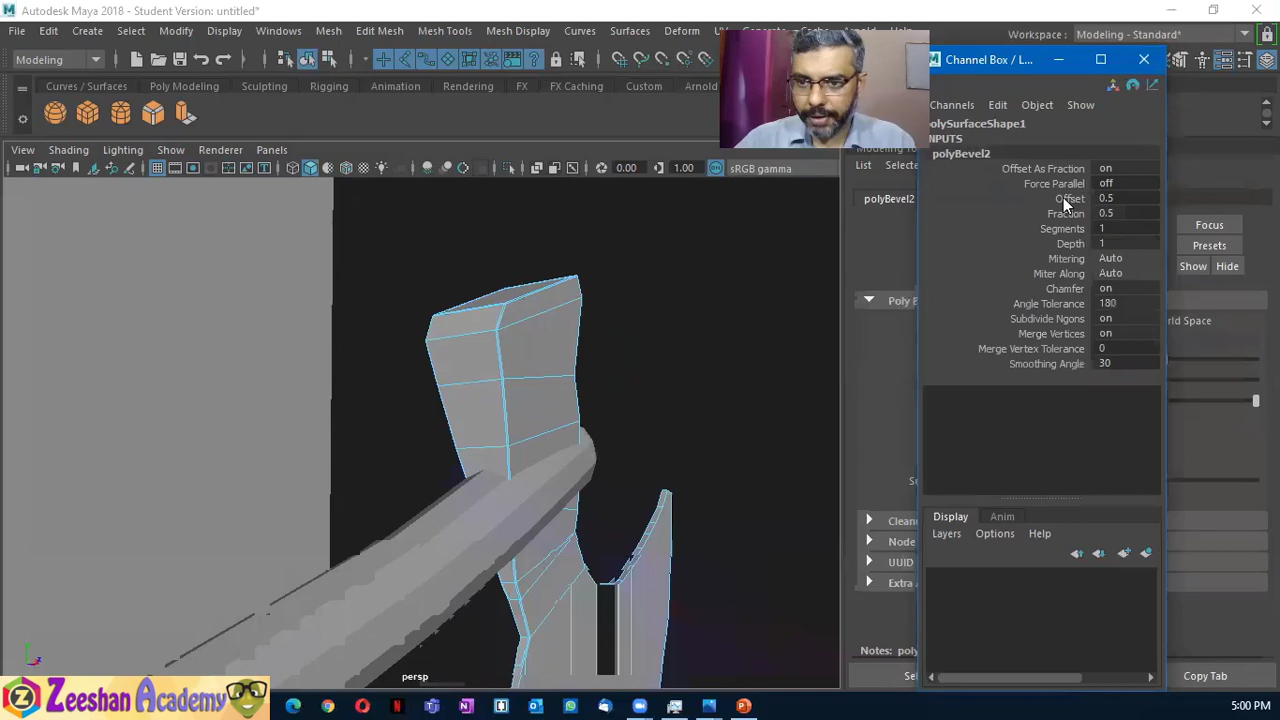 Autodesk Maya 2018 - Student Version: untitled*
File Edit Create Select Modify Display Windows Mesh Edit Mesh Mesh Tools Mesh Display Curves Surfaces Deform
Workspace : Modeling - Standard*
Modeling
Curves / Surfaces Poly Modeling Sculpting Rigging Animation Rendering FX FX Caching Custom
View Shading Lighting Show Renderer Panels
0.00 1.00 sRGB gamma
persp
Zeeshan Academy
List Selected
polyBevel2
Focus
Presets
Show Hide
Poly B
World Space
Node
UUID
Extra A
Notes: poly
Copy Tab
Channel Box / L...
Channels Edit Object Show
polySurfaceShape1
INPUTS
polyBevel2
Offset As Fraction on
Force Parallel off
Offset 0.5
Fraction 0.5
Segments 1
Depth 1
Mitering Auto
Miter Along Auto
Chamfer on
Angle Tolerance 180
Subdivide Ngons on
Merge Vertices on
Merge Vertex Tolerance 0
Smoothing Angle 30
Display Anim
Layers Options Help
5:00 PM